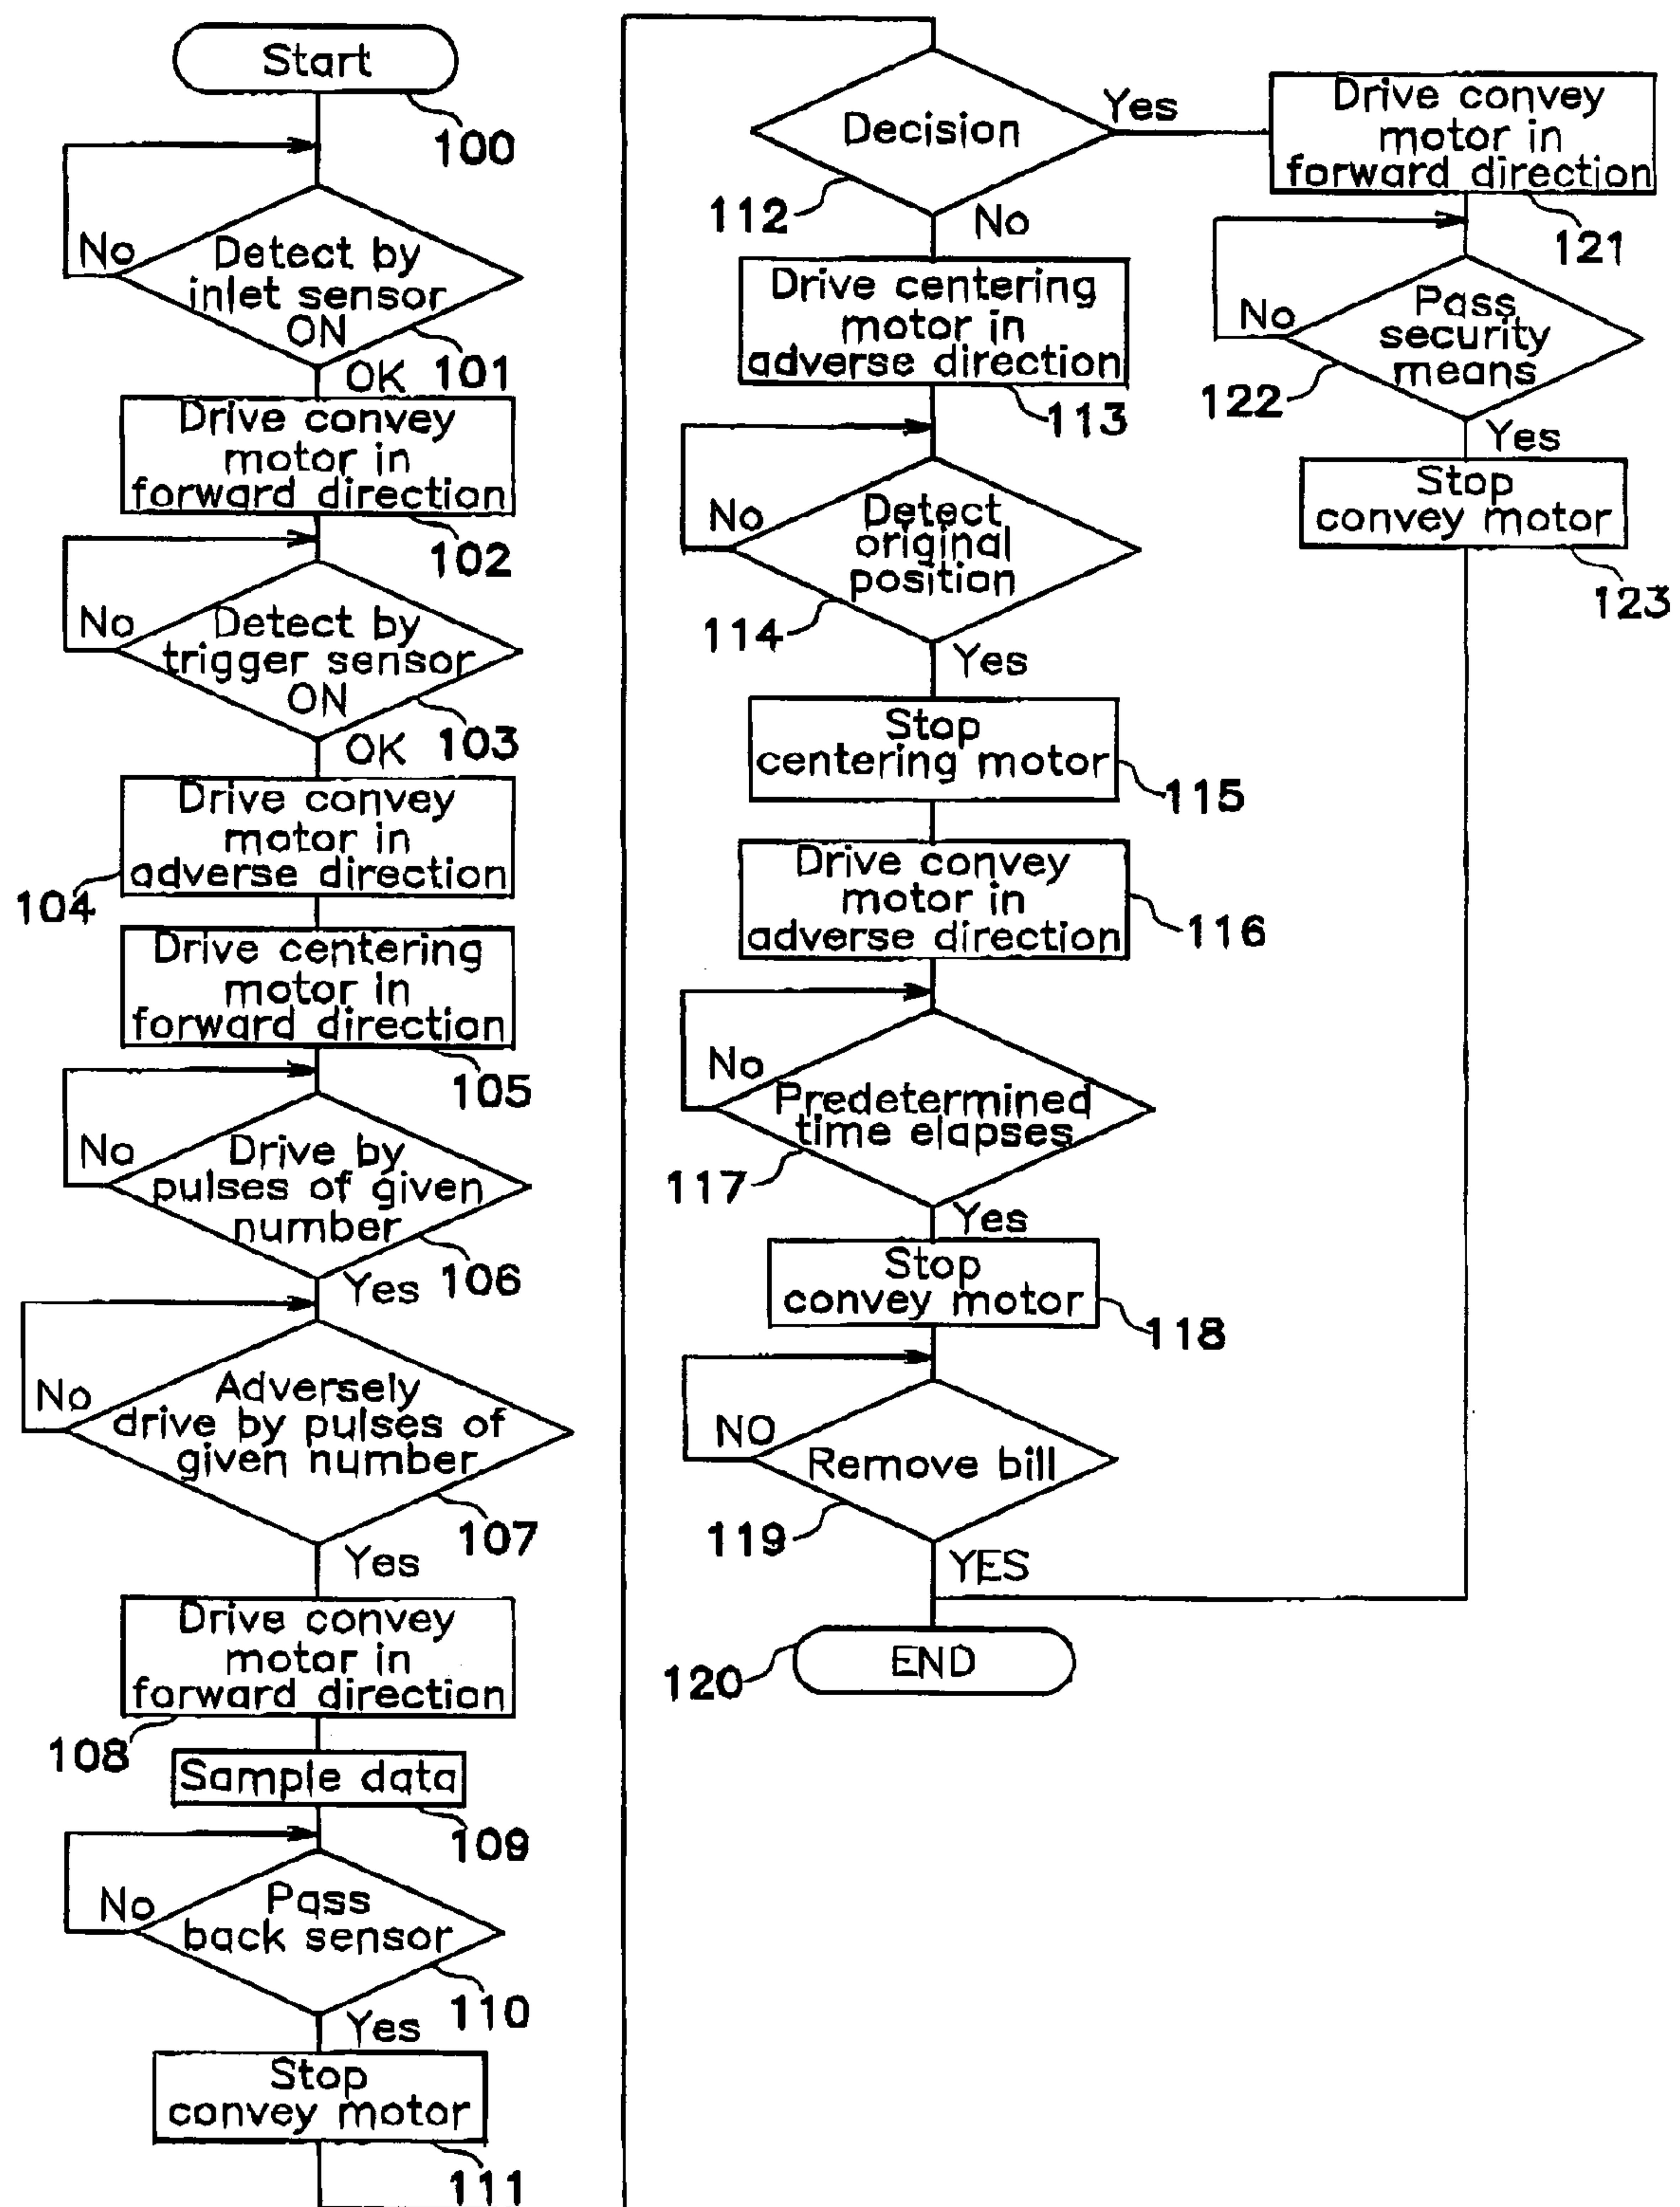 Start
100
No
Detect by
inlet sensor
ON
101
OK
Drive convey
motor in
forward direction
102
No
Detect by
trigger sensor
ON
103
OK
Drive convey
motor in
adverse direction
104
Drive centering
motor in
forward direction
105
No
Drive by
pulses of given
number
106
Yes
No
Adversely
drive by pulses of
given number
107
Yes
Drive convey
motor in
forward direction
108
Sample data
109
No
Pass
back sensor
110
Yes
Stop
convey motor
111
Decision
Yes
112
No
Drive centering
motor in
adverse direction
113
No
Detect
original
position
114
Yes
Stop
centering motor
115
Drive convey
motor in
adverse direction
116
No
Predetermined
time elapses
117
Yes
Stop
convey motor
118
NO
Remove bill
119
YES
END
120
Drive convey
motor in
forward direction
121
No
Pass
security
means
122
Yes
Stop
convey motor
123